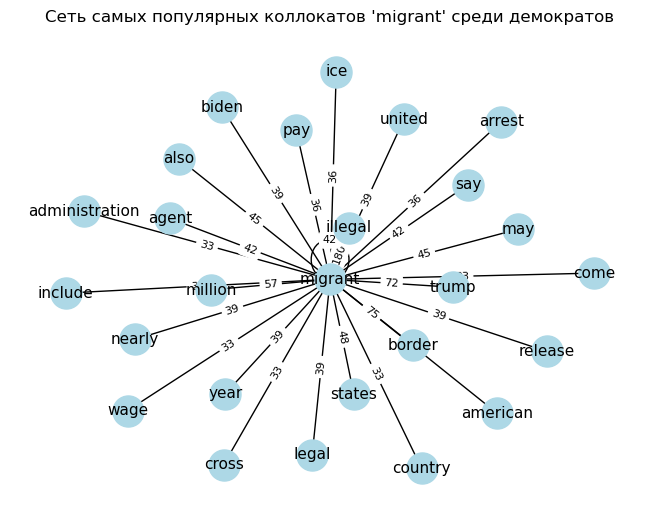 Сеть самых популярных коллокатов 'migrant' среди демократов
ice
biden
pay
united
arrest
also
say
36
39
36
39
36
administration
agent
illegal
may
45
42
42
45
33
42
180
migrant
come
include
million
57
72
trump
39
75
39
nearly
border
release
33
39
48
year
states
33
39
33
wage
american
cross
legal
country